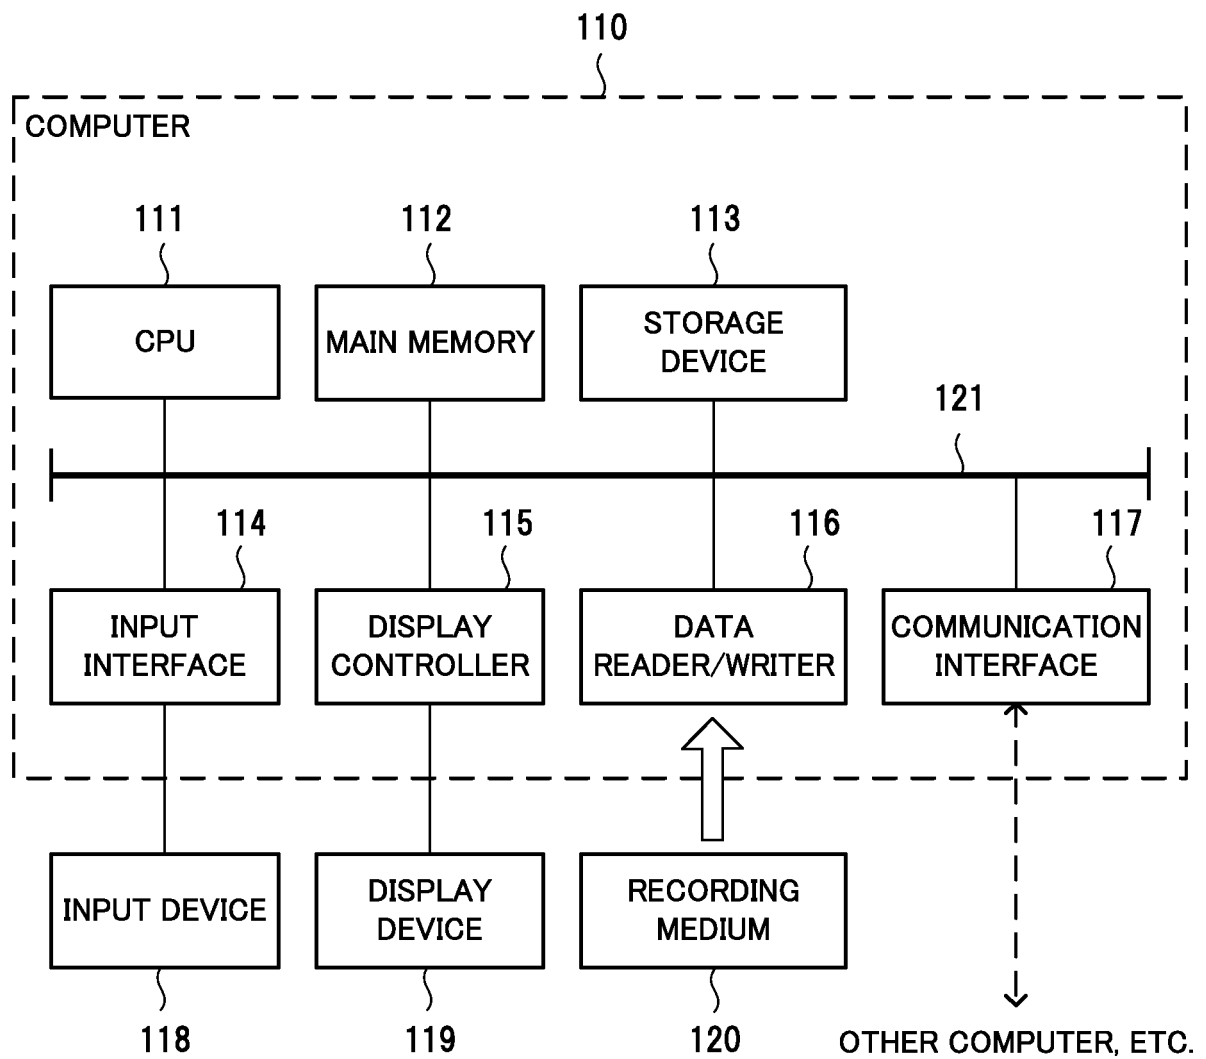 110
COMPUTER
111
112
113
CPU
MAIN MEMORY
STORAGE
DEVICE
121
114
115
116
117
INPUT
INTERFACE
DISPLAY
CONTROLLER
DATA
READER/WRITER
COMMUNICATION
INTERFACE
INPUT DEVICE
DISPLAY
DEVICE
RECORDING
MEDIUM
118
119
120
OTHER COMPUTER, ETC.